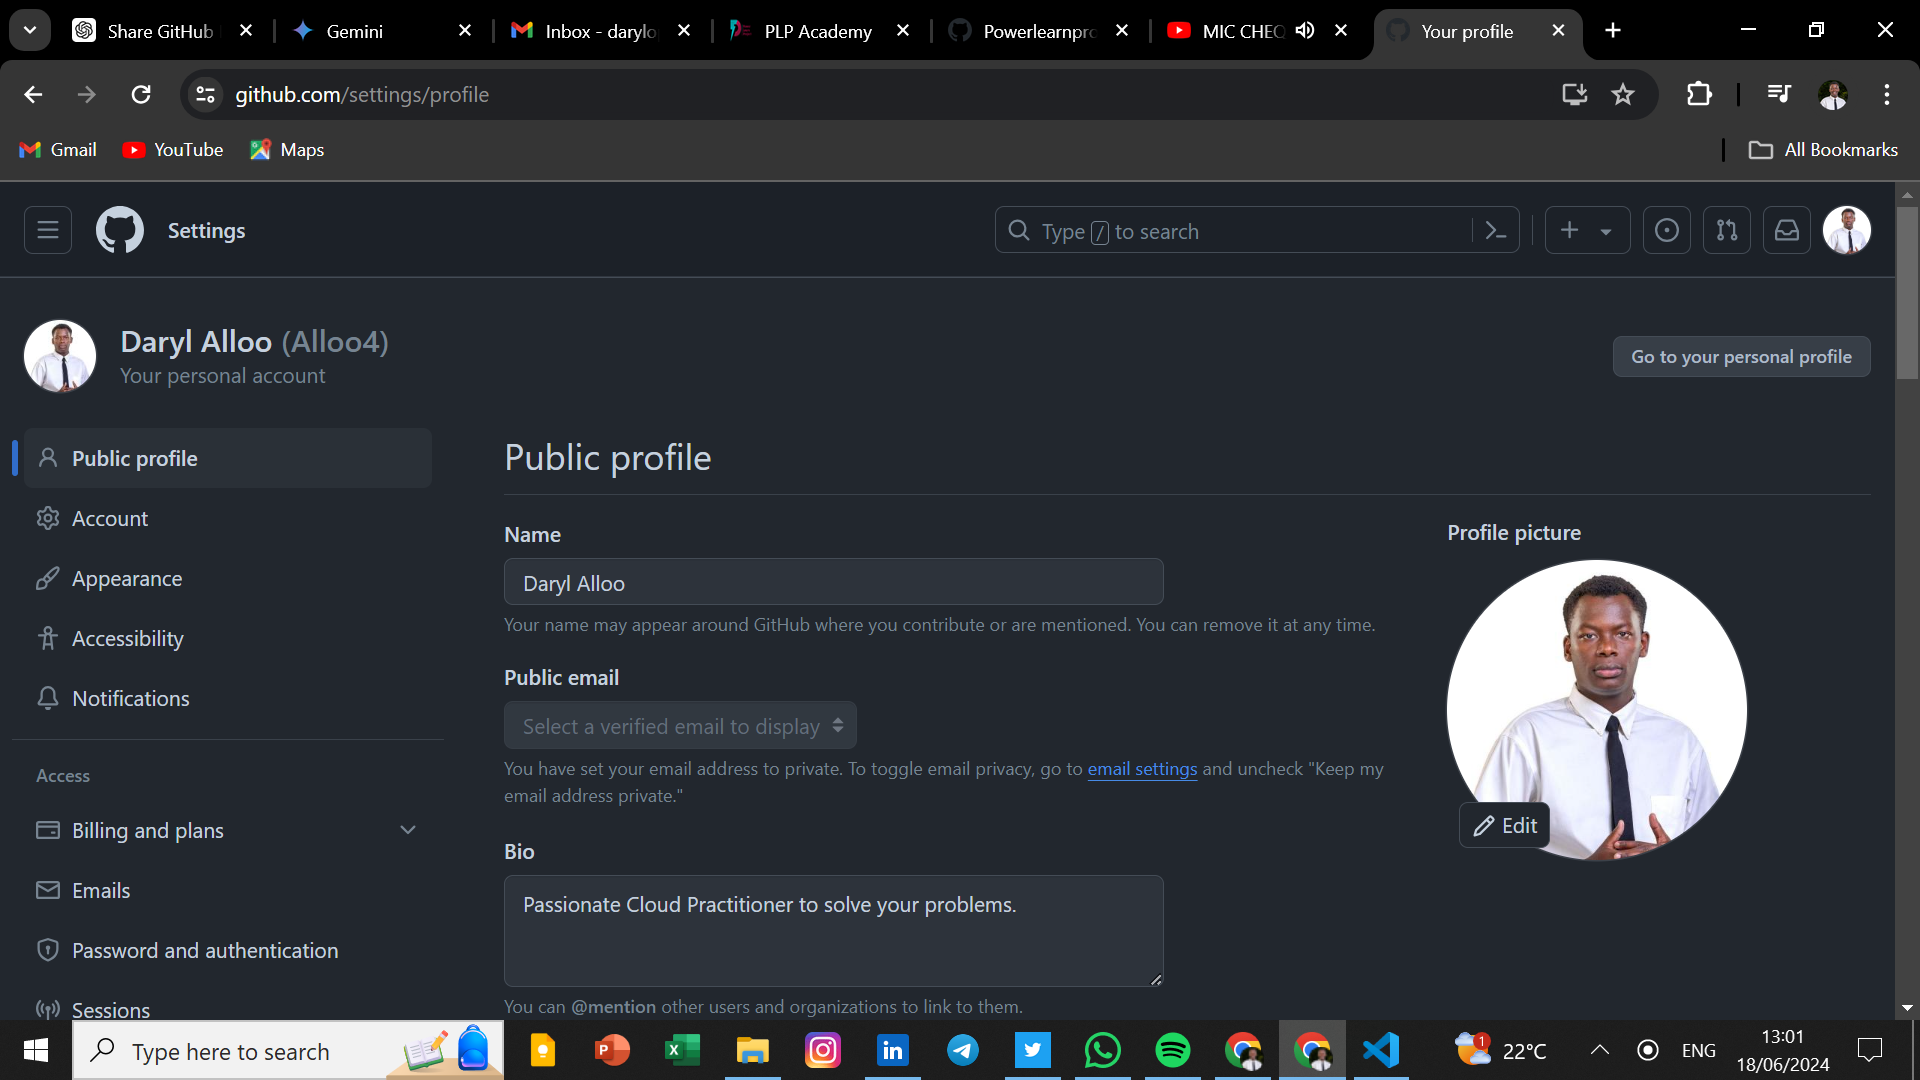 Share GitHub
Gemini
Inbox - darylo
PLP Academy
Powerlearnpro
MIC CHEQ
Your profile
github.com/settings/profile
Gmail
YouTube
Maps
All Bookmarks
Settings
Type / to search
Daryl Alloo (Alloo4)
Your personal account
Go to your personal profile
Public profile
Account
Appearance
Accessibility
Notifications
Access
Billing and plans
Emails
Password and authentication
Sessions
Public profile
Name
Daryl Alloo
Your name may appear around GitHub where you contribute or are mentioned. You can remove it at any time.
Public email
Select a verified email to display
You have set your email address to private. To toggle email privacy, go to email settings and uncheck "Keep my
email address private."
Bio
Passionate Cloud Practitioner to solve your problems.
You can @mention other users and organizations to link to them.
Profile picture
Edit
Type here to search
1
22°C
ENG
13:01
18/06/2024